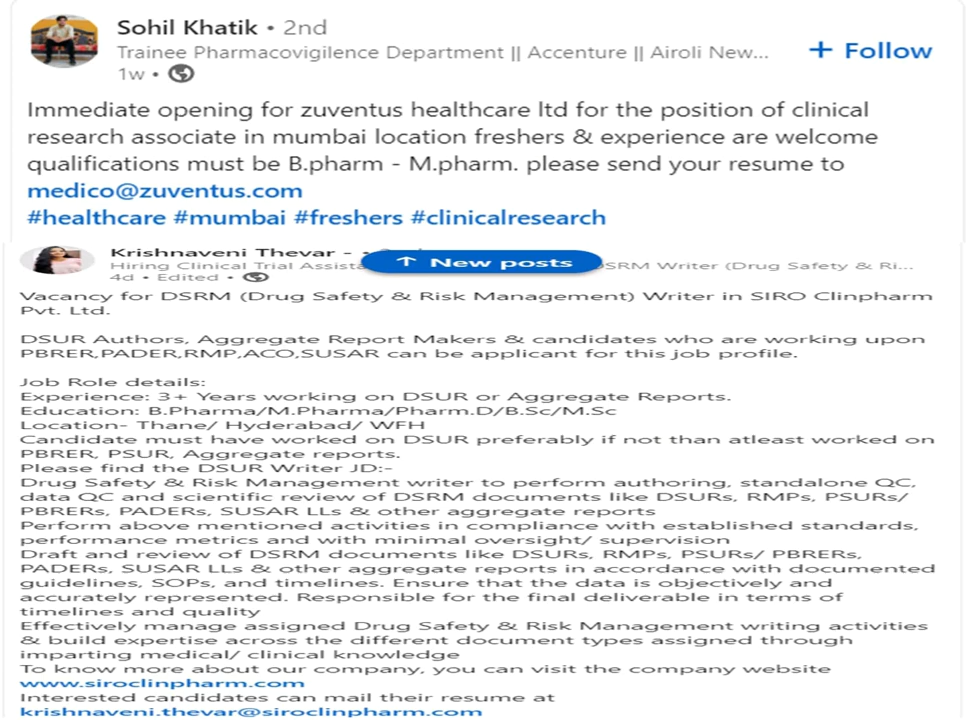 Sohil Khatik • 2nd
Trainee Pharmacovigilence Department || Accenture || Airoli New...
+ Follow
1w •
Immediate opening for zuventus healthcare ltd for the position of clinical
research associate in mumbai location freshers & experience are welcome
qualifications must be B.pharm - M.pharm. please send your resume to
medico@zuventus.com
#healthcare #mumbai #freshers #clinicalresearch
Krishnaveni Thevar - •
↑ New posts
Hiring Clinical Trial Assista SRM Writer (Drug Safety & Ri...
4d • Edited •
Vacancy for DSRM (Drug Safety & Risk Management) Writer in SIRO Clinpharm
Pvt. Ltd.
DSUR Authors, Aggregate Report Makers & candidates who are working upon
PBRER,PADER,RMP,ACO,SUSAR can be applicant for this job profile.
Job Role details:
Experience: 3+ Years working on DSUR or Aggregate Reports.
Education: B.Pharma/M.Pharma/Pharm.D/B.Sc/M.Sc
Location- Thane/ Hyderabad/ WFH
Candidate must have worked on DSUR preferably if not than atleast worked on
PBRER, PSUR, Aggregate reports.
Please find the DSUR Writer JD:-
Drug Safety & Risk Management writer to perform authoring, standalone QC,
data QC and scientific review of DSRM documents like DSURs, RMPs, PSURs/
PBRERs, PADERs, SUSAR LLs & other aggregate reports
Perform above mentioned activities in compliance with established standards,
performance metrics and with minimal oversight/ supervision
Draft and review of DSRM documents like DSURs, RMPs, PSURs/ PBRERs,
PADERs, SUSAR LLs & other aggregate reports in accordance with documented
guidelines, SOPs, and timelines. Ensure that the data is objectively and
accurately represented. Responsible for the final deliverable in terms of
timelines and quality
Effectively manage assigned Drug Safety & Risk Management writing activities
& build expertise across the different document types assigned through
imparting medical/ clinical knowledge
To know more about our company, you can visit the company website
www.siroclinpharm.com
Interested candidates can mail their resume at
krishnaveni.thevar@siroclinpharm.com